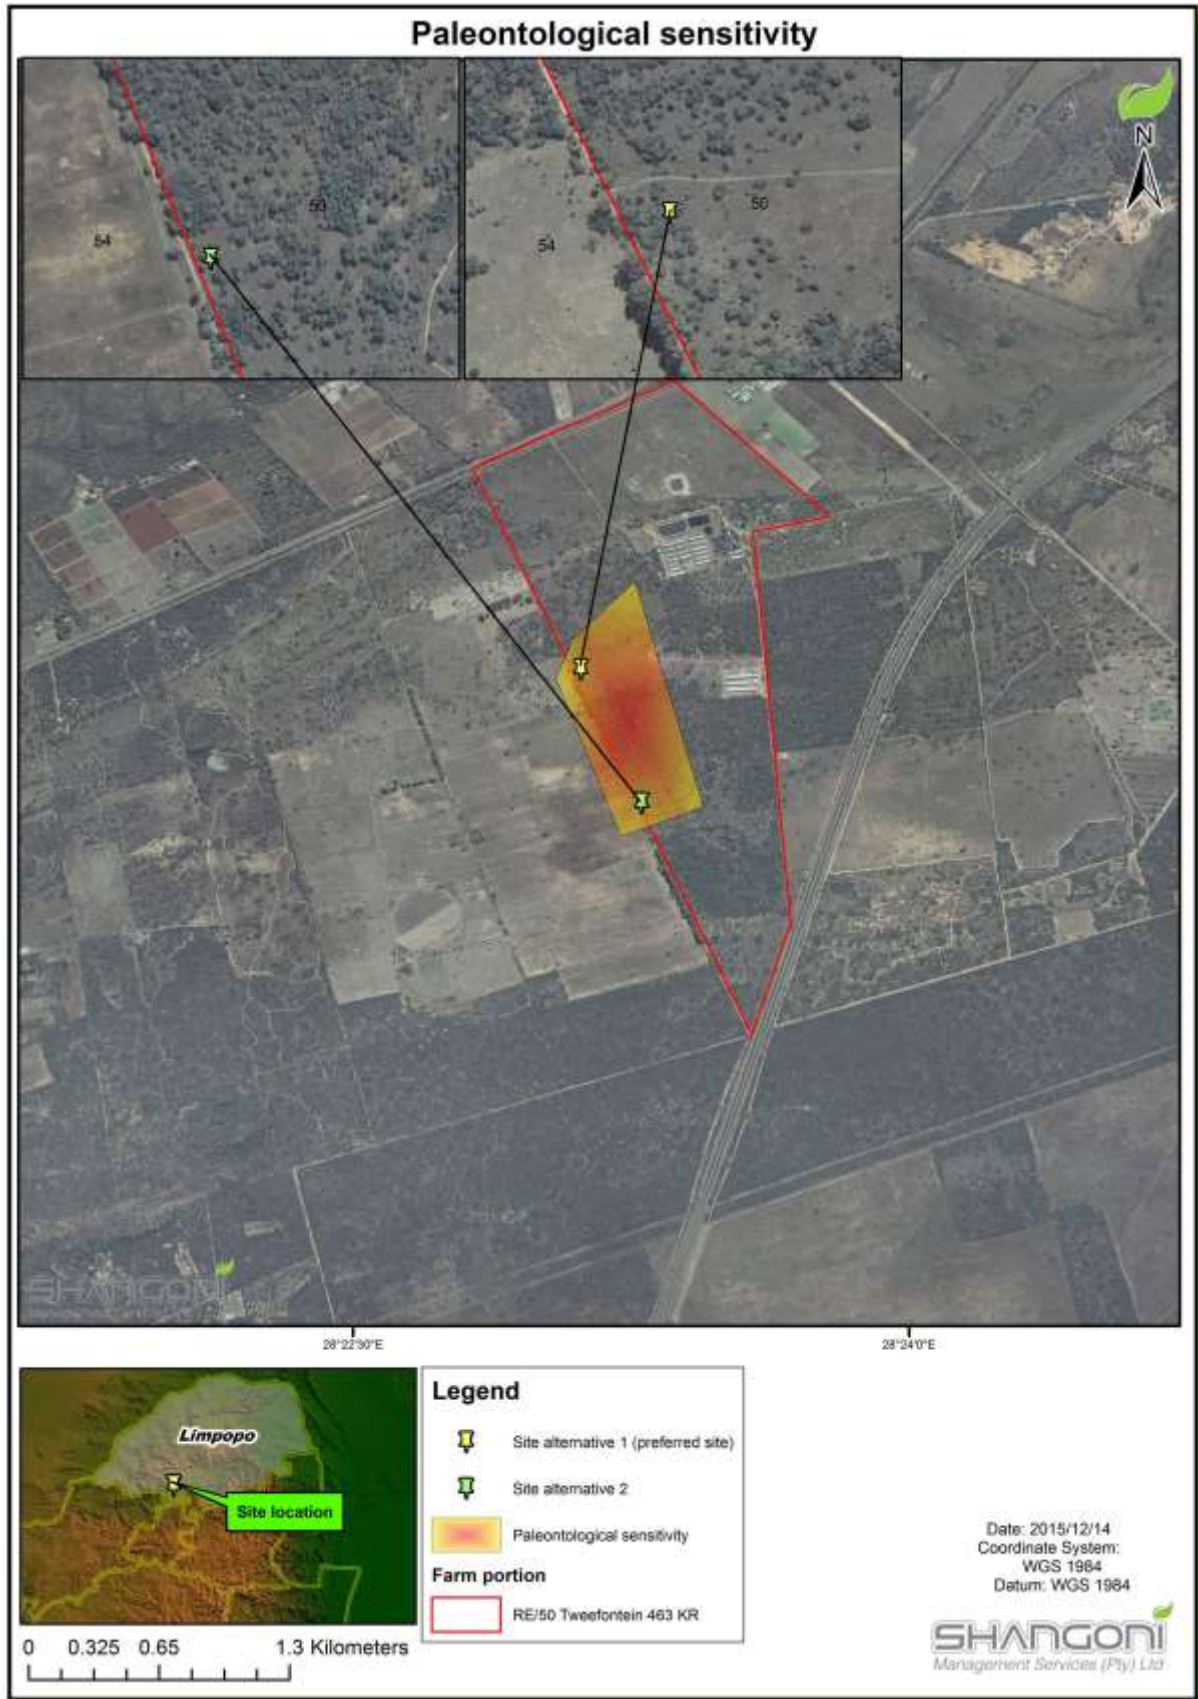 Paleontological sensitivity
54
50
54
50
N
SHANGONI
28°22'30"E
28°24'0"E
Limpopo
Site location
Legend
Site alternative 1 (preferred site)
Site alternative 2
Paleontological sensitivity
Farm portion
RE/50 Tweefontein 463 KR
0 0.325 0.65 1.3 Kilometers
Date: 2015/12/14
Coordinate System:
WGS 1984
Datum: WGS 1984
SHANGONI
Management Services (Pty) Ltd